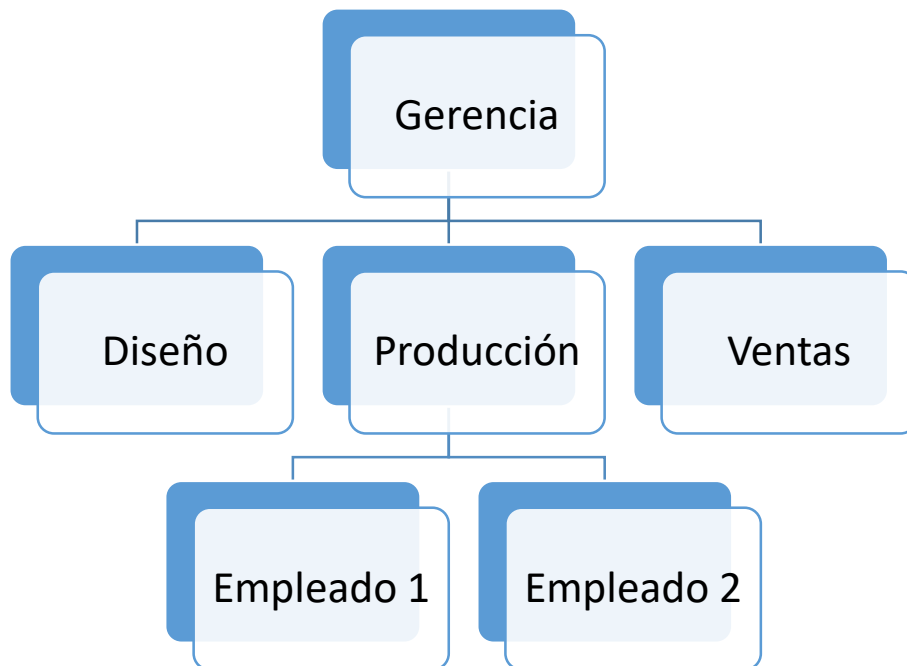 Gerencia
Diseño
Producción
Ventas
Empleado 1
Empleado 2